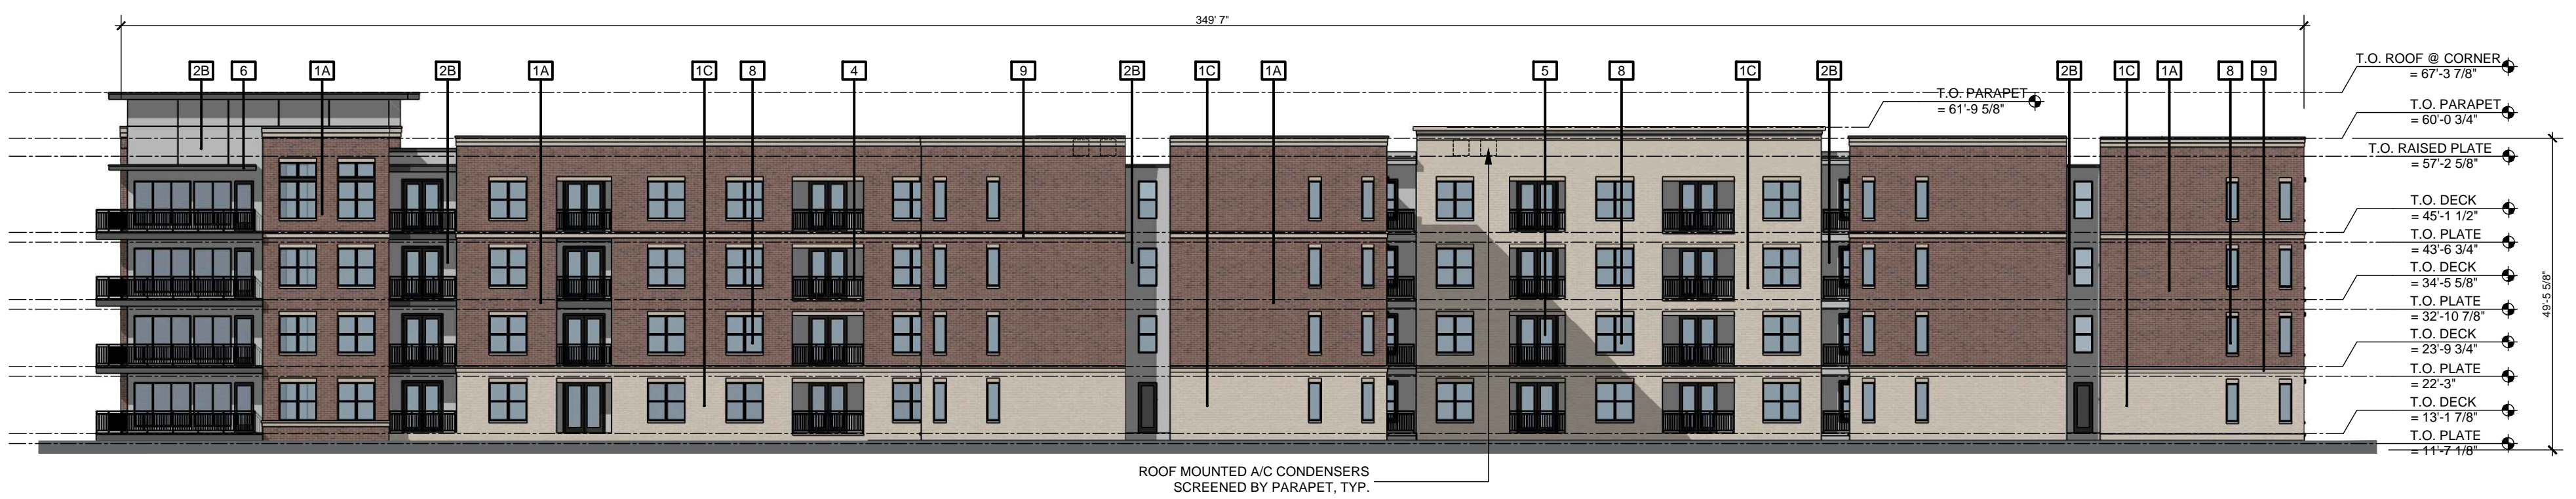 349' 7"
2B 6 1A 2B 1A 1C 8 4 9 2B 1C 1A 5 8 1C 2B 2B 1C 1A 8 9
T.O. ROOF @ CORNER
= 67'-3 7/8"
T.O. PARAPET
= 61'-9 5/8"
T.O. PARAPET
= 60'-0 3/4"
T.O. RAISED PLATE
= 57'-2 5/8"
T.O. DECK
= 45'-1 1/2"
T.O. PLATE
= 43'-6 3/4"
T.O. DECK
= 34'-5 5/8"
T.O. PLATE
= 32'-10 7/8"
T.O. DECK
= 23'-9 3/4"
T.O. PLATE
= 22'-3"
T.O. DECK
= 13'-1 7/8"
T.O. PLATE
= 11'-7 1/8"
49'-5 5/8"
ROOF MOUNTED A/C CONDENSERS
SCREENED BY PARAPET, TYP.